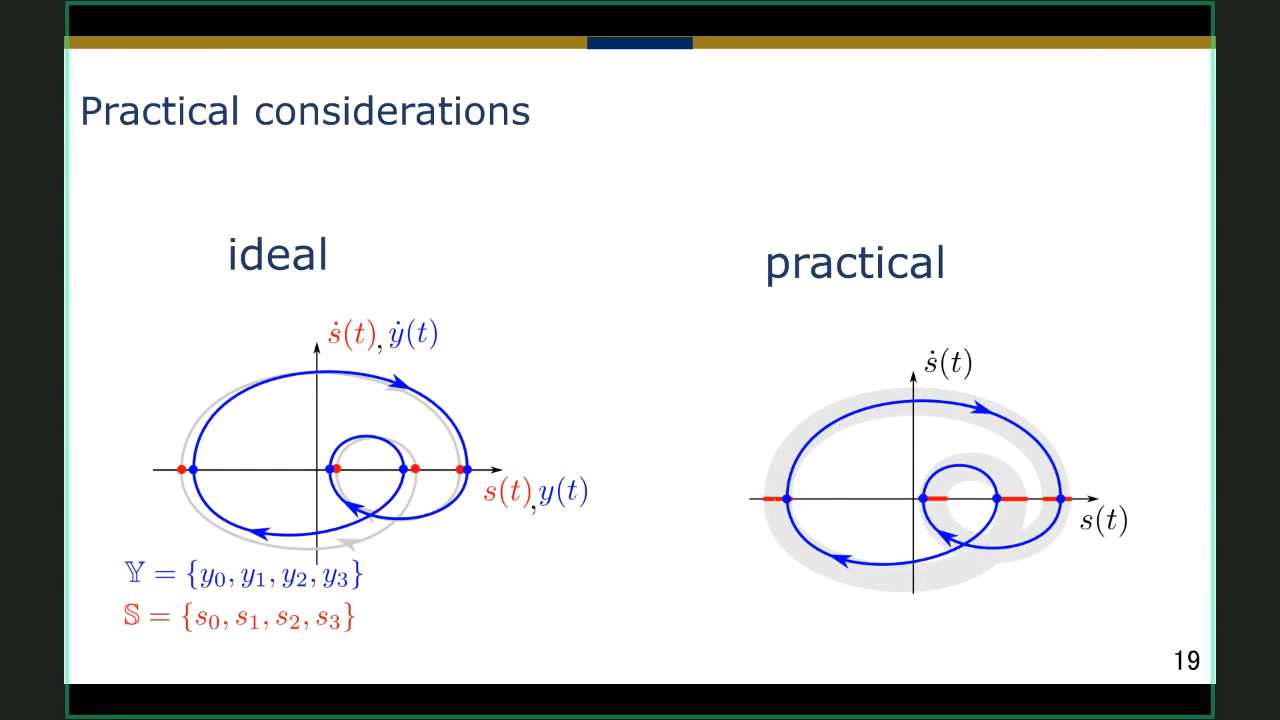 Practical considerations
ideal
practical
ṡ(t), ẏ(t)
s(t), y(t)
𝕐 = {y₀, y₁, y₂, y₃}
𝕊 = {s₀, s₁, s₂, s₃}
ṡ(t)
s(t)
19